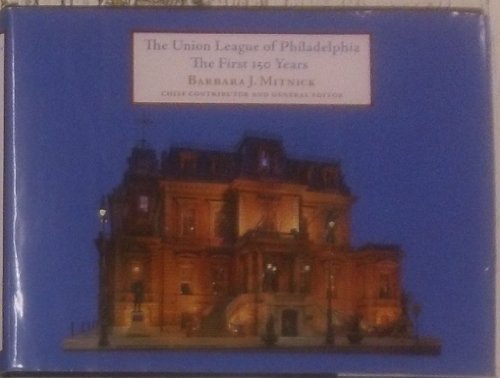 The Union League of Philadelphia
The First 150 Years
BARBARA J. MITNICK
CHIEF CONTRIBUTOR AND GENERAL EDITOR